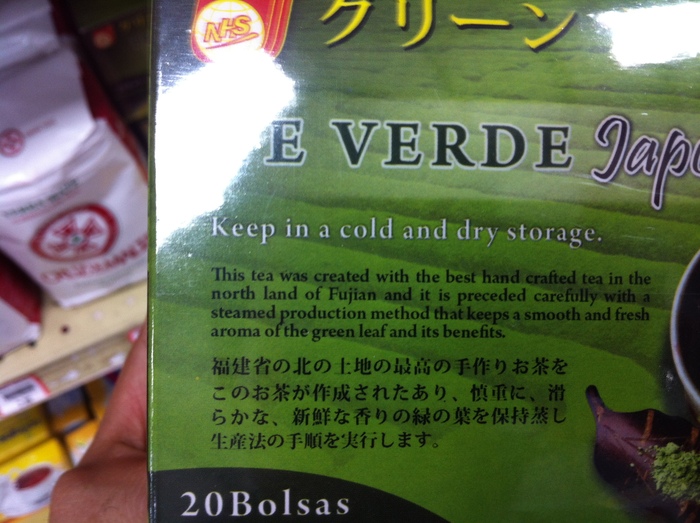 NHS
グリーン
E VERDE
Keep in a cold and dry storage.
This tea was created with the best hand crafted tea in the
north land of Fujian and it is preceded carefully with a
steamed production method that keeps a smooth and fresh
aroma of the green leaf and its benefits.
福建省の北の土地の最高の手作りお茶を
このお茶が作成されたあり、慎重に、滑
らかな、新鮮な香りの緑の葉を保持蒸し
生産法の手順を実行します。
20Bolsas